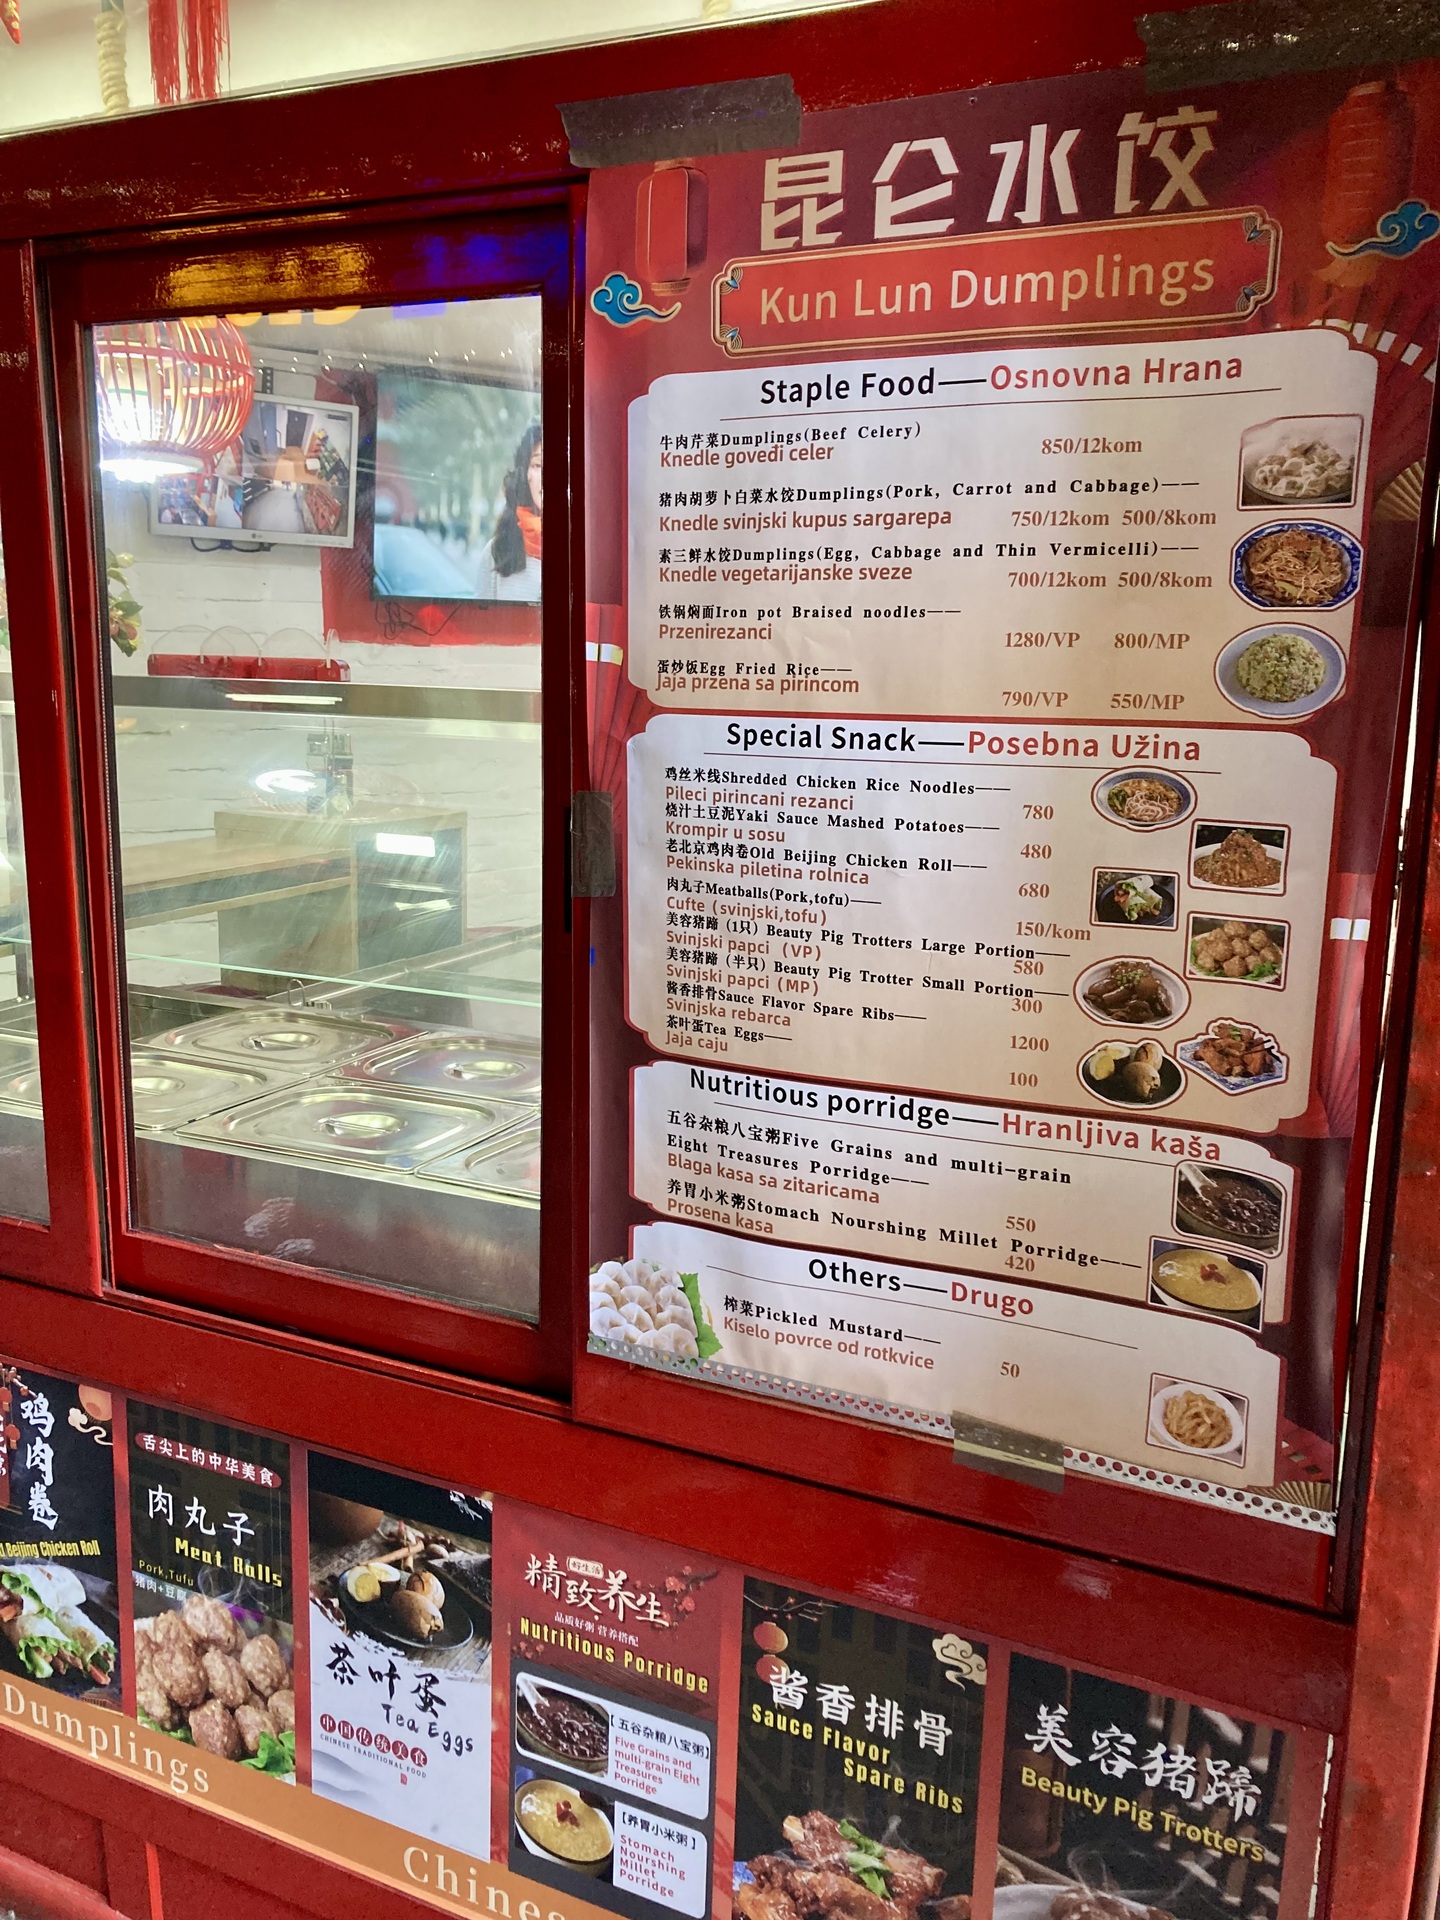 昆仑水饺
Kun Lun Dumplings
Staple Food——Osnovna Hrana
牛肉芹菜Dumplings(Beef Celery)
Knedle goveđi celer
850/12kom
猪肉胡萝卜白菜水饺Dumplings(Pork, Carrot and Cabbage)——
Knedle svinjski kupus sargarepa
750/12kom 500/8kom
素三鲜水饺Dumplings(Egg, Cabbage and Thin Vermicelli)——
Knedle vegetarijanske sveze
700/12kom 500/8kom
铁锅焖面Iron pot Braised noodles——
Przenirezanci
1280/VP 800/MP
蛋炒饭Egg Fried Rice——
Jaja przena sa pirincom
790/VP 550/MP
Special Snack——Posebna Užina
鸡丝米线Shredded Chicken Rice Noodles——
Pileci pirincani rezanci
780
烧汁土豆泥Yaki Sauce Mashed Potatoes——
Krompir u sosu
480
老北京鸡肉卷Old Beijing Chicken Roll——
Pekinska piletina rolnica
680
肉丸子Meatballs(Pork,tofu)——
Cufte (svinjski,tofu)
150/kom
美容猪蹄（1只）Beauty Pig Trotters Large Portion——
Svinjski papci (VP)
580
美容猪蹄（半只）Beauty Pig Trotter Small Portion——
Svinjski papci (MP)
300
酱香排骨Sauce Flavor Spare Ribs——
Svinjska rebarca
1200
茶叶蛋Tea Eggs——
Jaja caju
100
Nutritious porridge——Hranljiva kaša
五谷杂粮八宝粥Five Grains and multi-grain
Eight Treasures Porridge——
Blaga kasa sa zitaricama
550
养胃小米粥Stomach Nourshing Millet Porridge——
Prosena kasa
420
Others——Drugo
榨菜Pickled Mustard——
Kiselo povrce od rotkvice
50
鸡肉卷
Beijing Chicken Roll
舌尖上的中华美食
肉丸子
Meat Balls
Pork,Tufu
猪肉+豆腐
茶叶蛋
Tea Eggs
中国传统美食
CHINESE TRADITIONAL FOOD
好生活
精致养生
品质好粥 营养搭配
Nutritious Porridge
【五谷杂粮八宝粥】
Five Grains and
multi-grain Eight
Treasures
Porridge
【养胃小米粥】
Stomach
Nourshing
Millet
Porridge
酱香排骨
Sauce Flavor
Spare Ribs
美容猪蹄
Beauty Pig Trotters
Dumplings
Chines